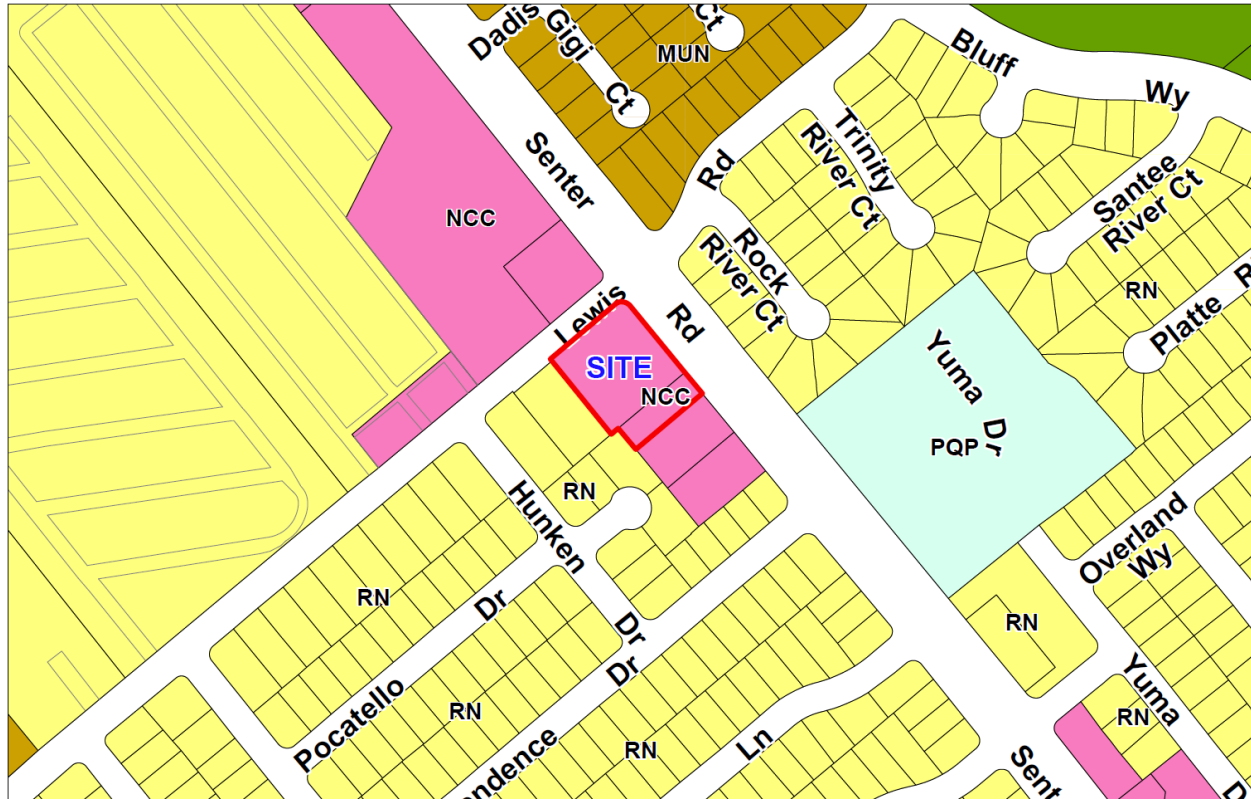 Dadis
Gigi
Ct
Ct
MUN
Bluff
Wy
Senter
Rd
Trinity
River Ct
Santee
River Ct
NCC
Rock
River Ct
RN
Lewis
Rd
Platte R
SITE
NCC
Yuma
Dr
PQP
RN
Hunken
Dr
Overland
Wy
RN
Dr
RN
Yuma
D
Pocatello
Dr
RN
RN
endence
RN
Ln
Sent